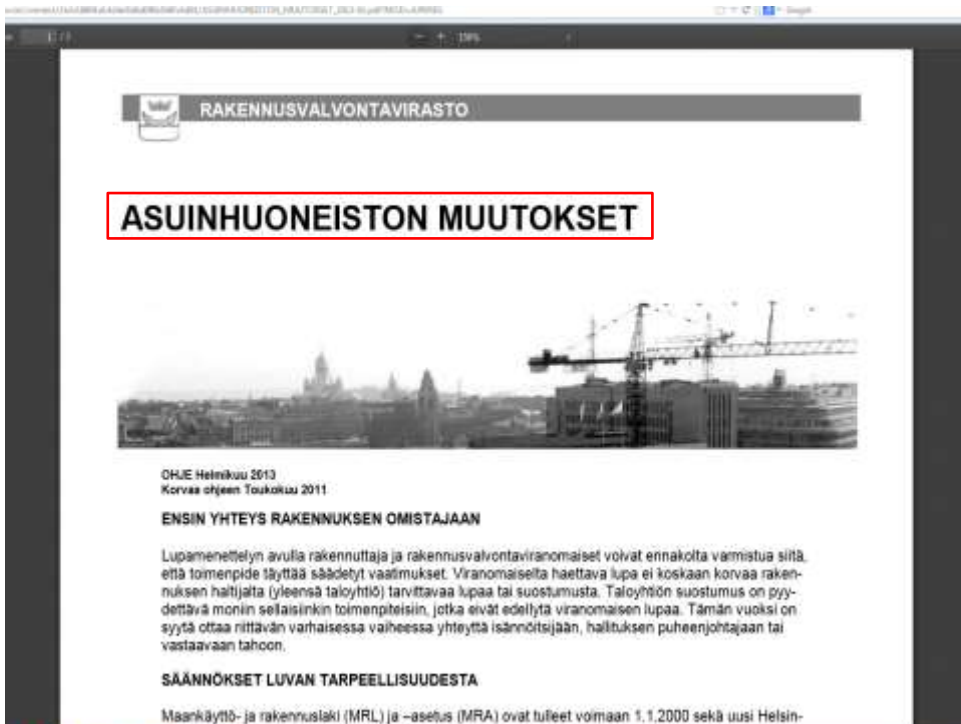 150%
RAKENNUSVALVONTAVIRASTO
ASUINHUONEISTON MUUTOKSET
OHJE Helmikuu 2013
Korvaa ohjeen Toukokuu 2011
ENSIN YHTEYS RAKENNUKSEN OMISTAJAAN
Lupamenettelyn avulla rakennuttaja ja rakennusvalvontaviranomaiset voivat ennakolta varmistua siitä,
että toimenpide täyttää säädetyt vaatimukset. Viranomaiselta haettava lupa ei koskaan korvaa raken-
nuksen haltijalta (yleensä taloyhtiö) tarvittavaa lupaa tai suostumusta. Taloyhtiön suostumus on pyy-
dettävä moniin sellaisiinkin toimenpiteisiin, jotka eivät edellytä viranomaisen lupaa. Tämän vuoksi on
syytä ottaa riittävän varhaisessa vaiheessa yhteyttä isännöitsijään, hallituksen puheenjohtajaan tai
vastaavaan tahoon.
SÄÄNNÖKSET LUVAN TARPEELLISUUDESTA
Maankäyttö- ja rakennuslaki (MRL) ja –asetus (MRA) ovat tulleet voimaan 1.1.2000 sekä uusi Helsin-